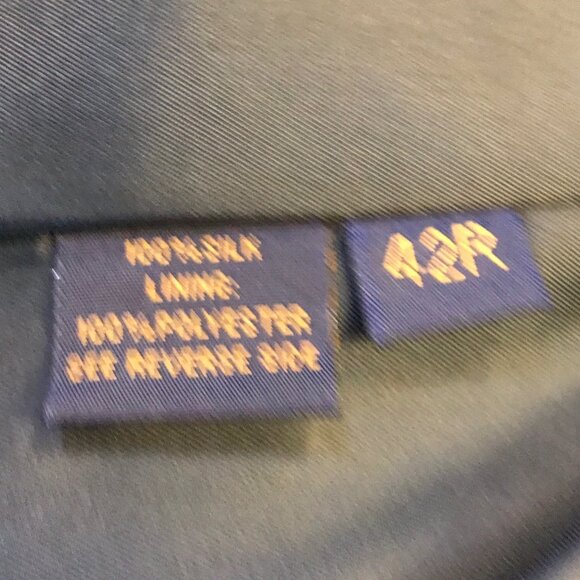 100% SILK
LINING:
100% POLYESTER
SEE REVERSE SIDE
42R